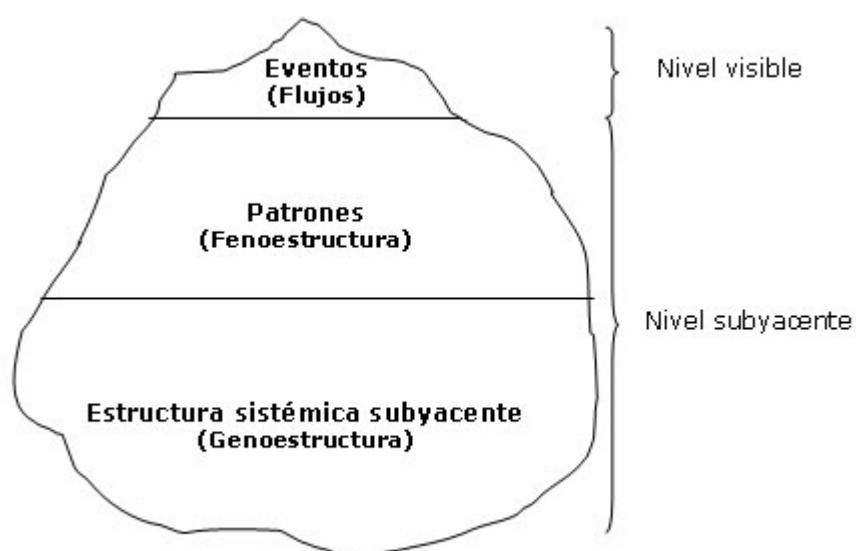 Eventos
(Flujos)
Nivel visible
Patrones
(Fenoestructura)
Nivel subyacente
Estructura sistémica subyacente
(Genoestructura)